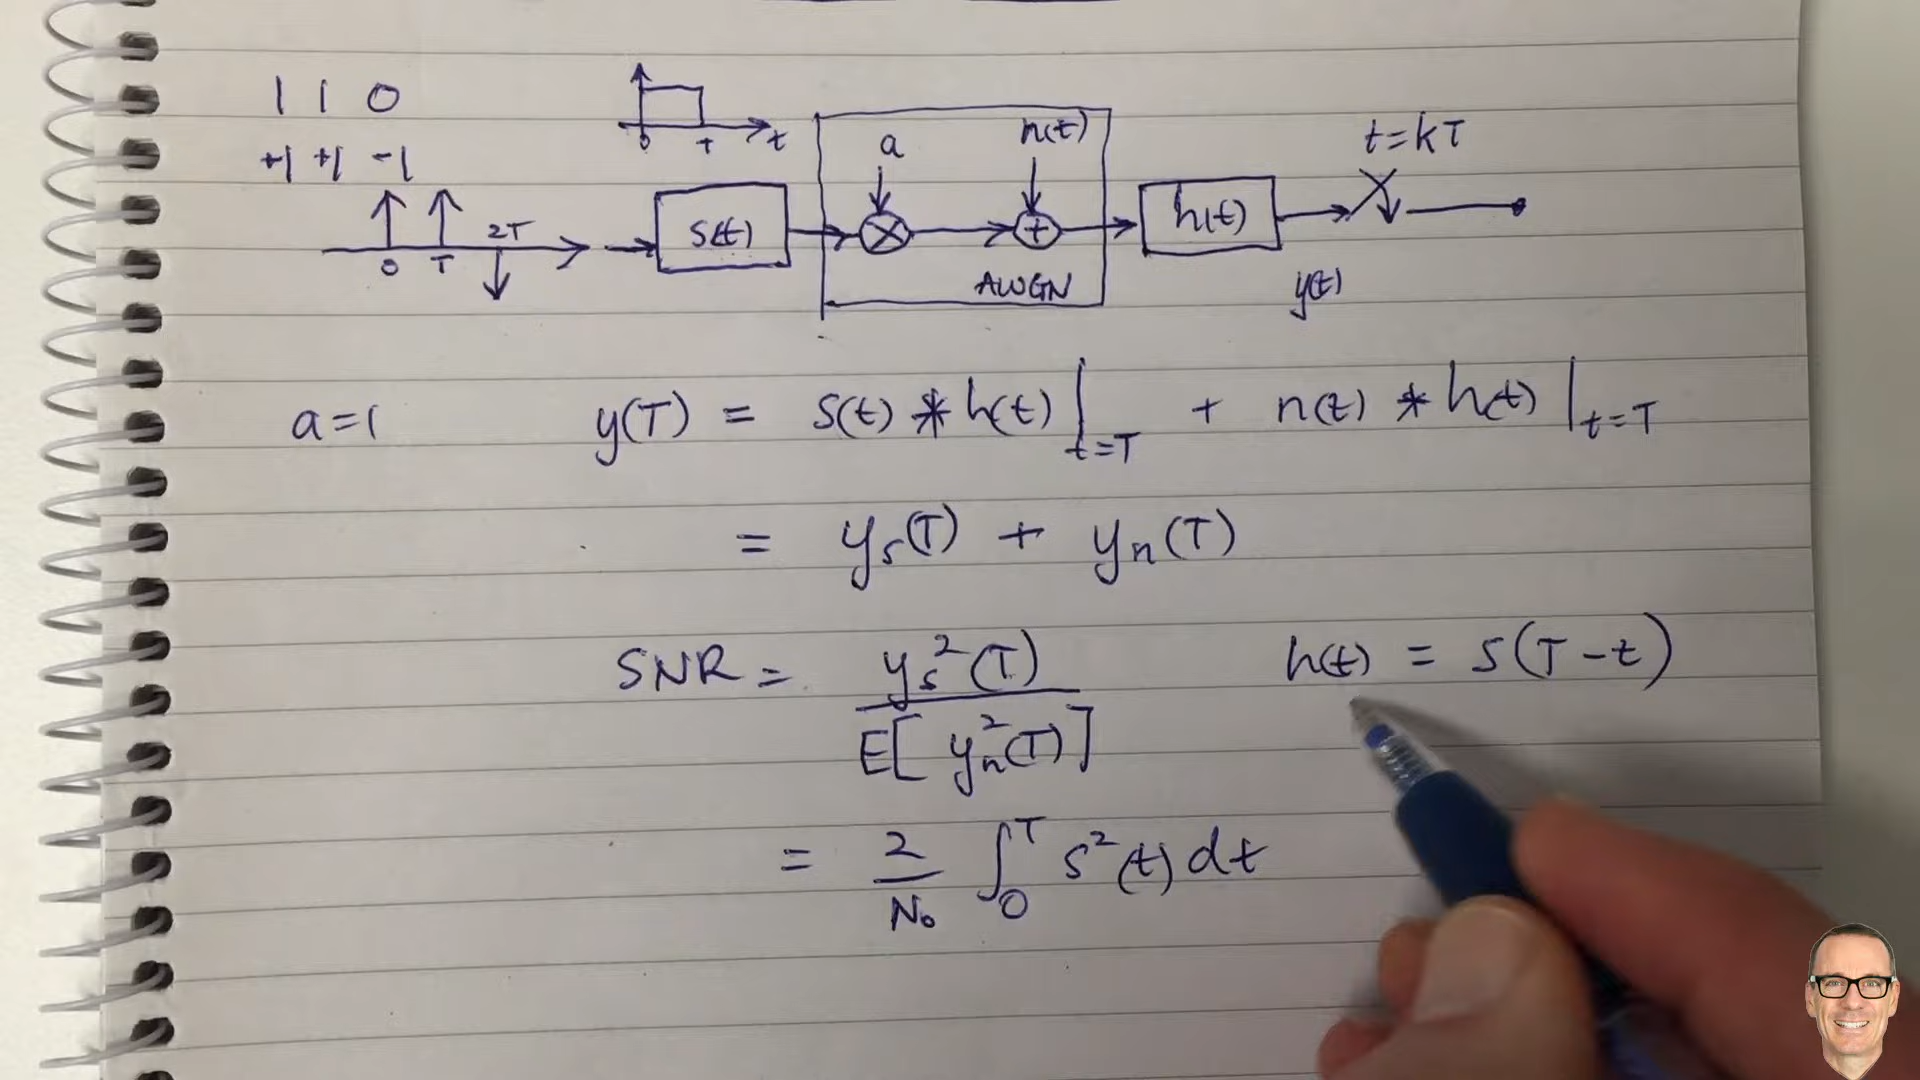 1 1 0
+1 +1 -1
0 T 2T
0 T t
s(t)
a
n(t)
AWGN
h(t)
t=kT
y(t)
a=1
y(T) = s(t) * h(t) |t=T + n(t) * h(t) |t=T
= ys(T) + yn(T)
SNR = ys²(T) / E[yn²(T)]
h(t) = s(T-t)
= 2/N₀ ∫₀ᵀ s²(t) dt